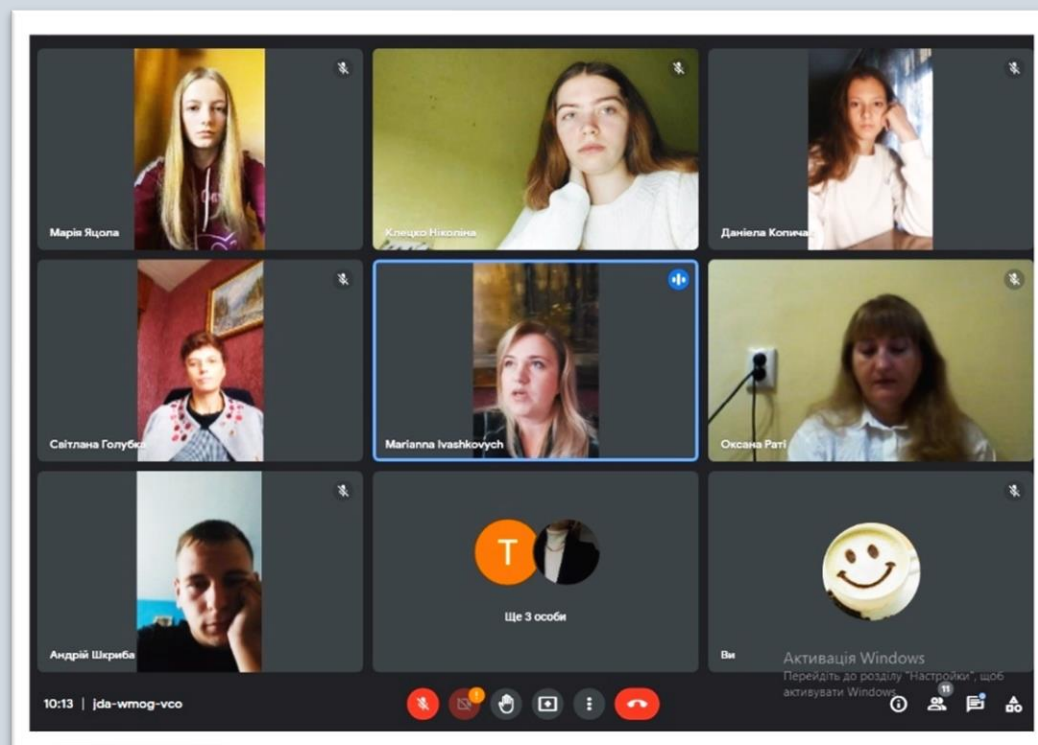 Марія Яцола
Клецко Ніколіна
Даніела Копича
Світлана Голубка
Marianna Ivashkovych
Оксана Раті
Андрій Шкриба
Т
Ще 3 особи
Ви
Активація Windows
Перейдіть до розділу "Настройки", щоб
активувати Windows.
10:13 | jda-wmog-vco
11